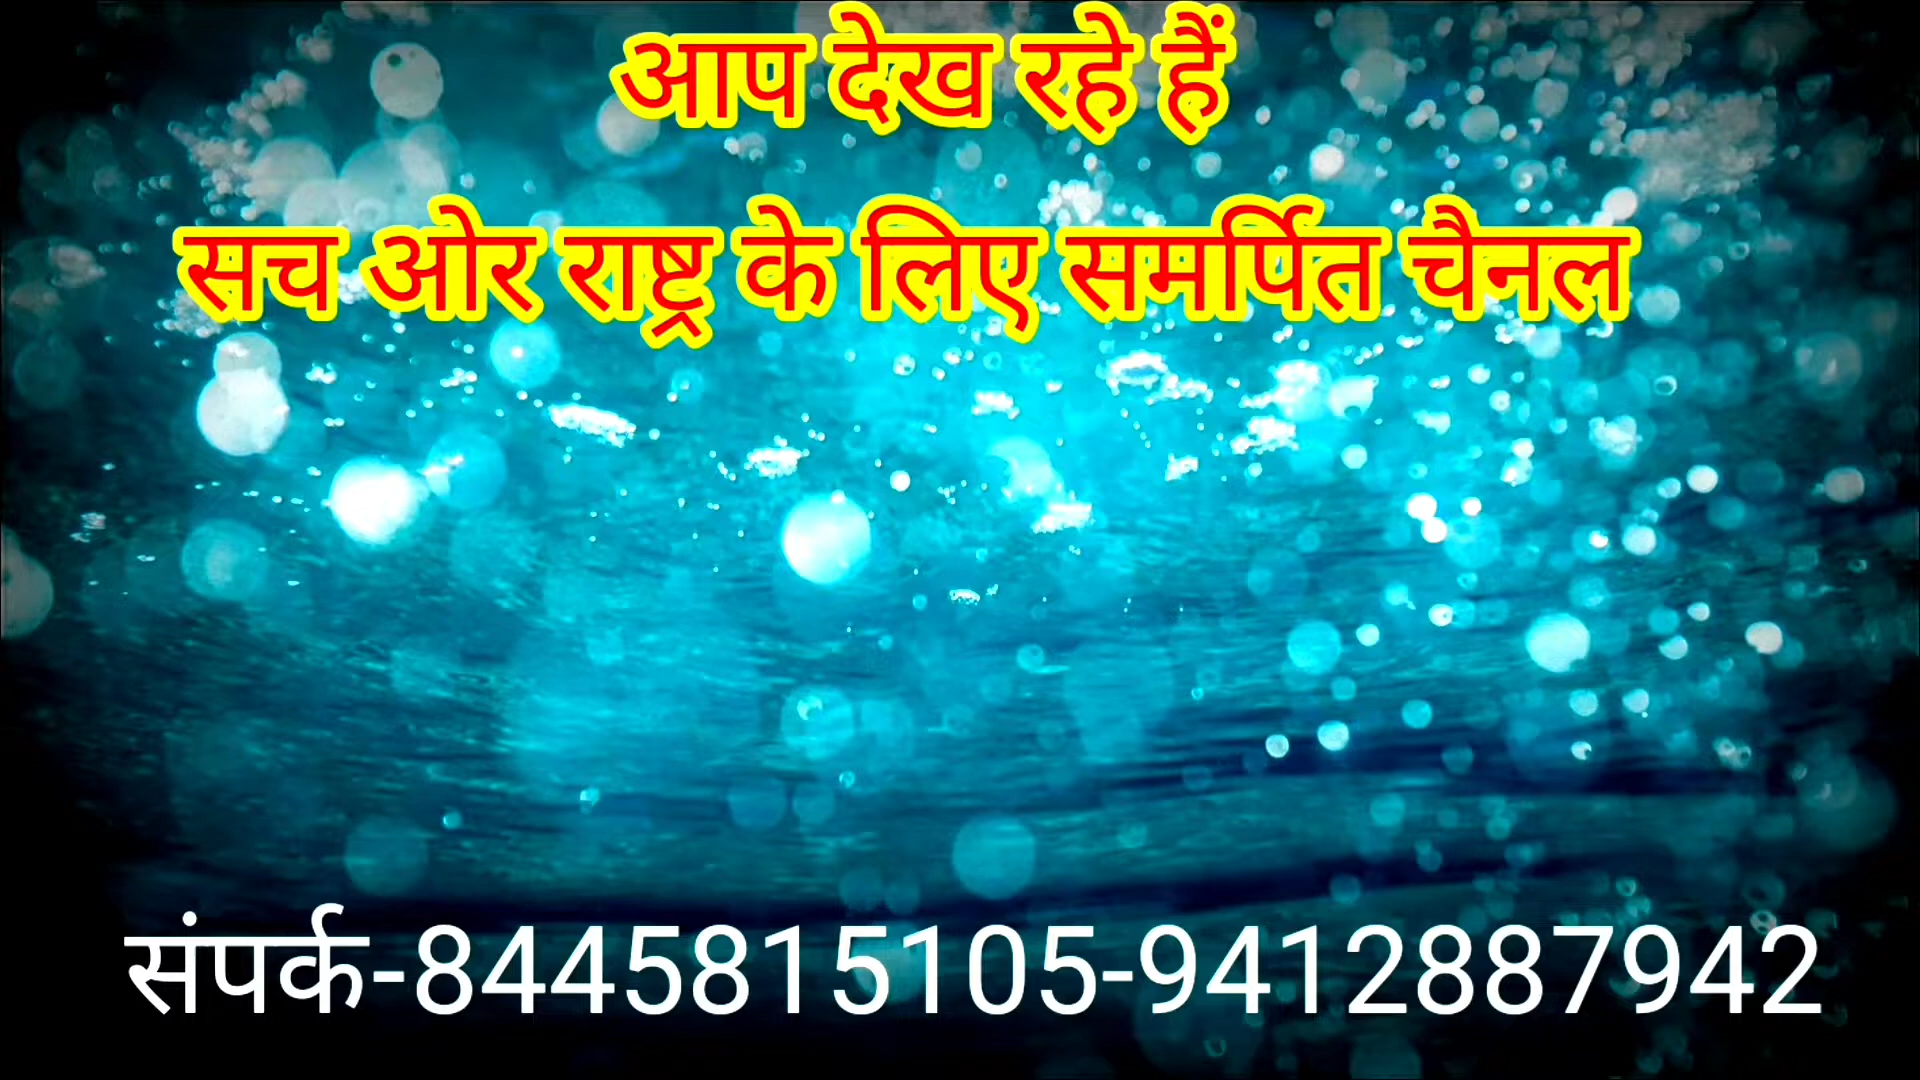 आप देख रहे हैं
सच ओर राष्ट्र के लिए समर्पित चैनल
संपर्क-8445815105-9412887942